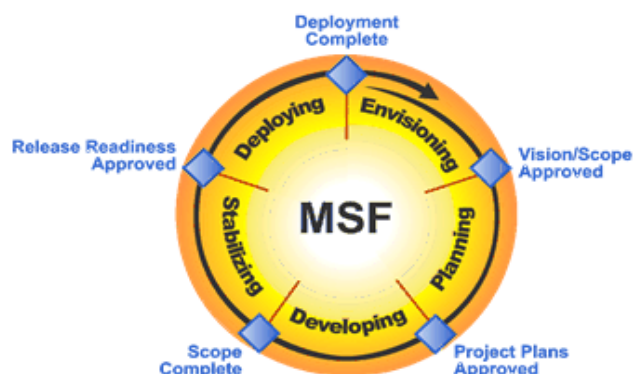 Deployment
Complete
Deploying
Envisioning
Release Readiness
Approved
Vision/Scope
Approved
MSF
Stabilizing
Planning
Developing
Scope
Complete
Project Plans
Approved